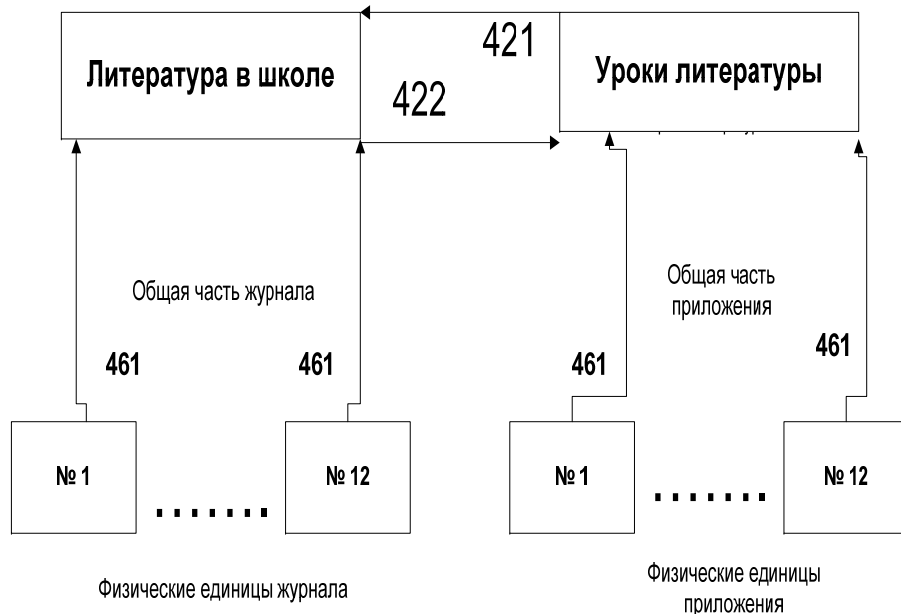 Литература в школе
421
422
Уроки литературы
Общая часть журнала
Общая часть
приложения
461
461
461
461
№ 1
№ 12
№ 1
№ 12
Физические единицы журнала
Физические единицы
приложения